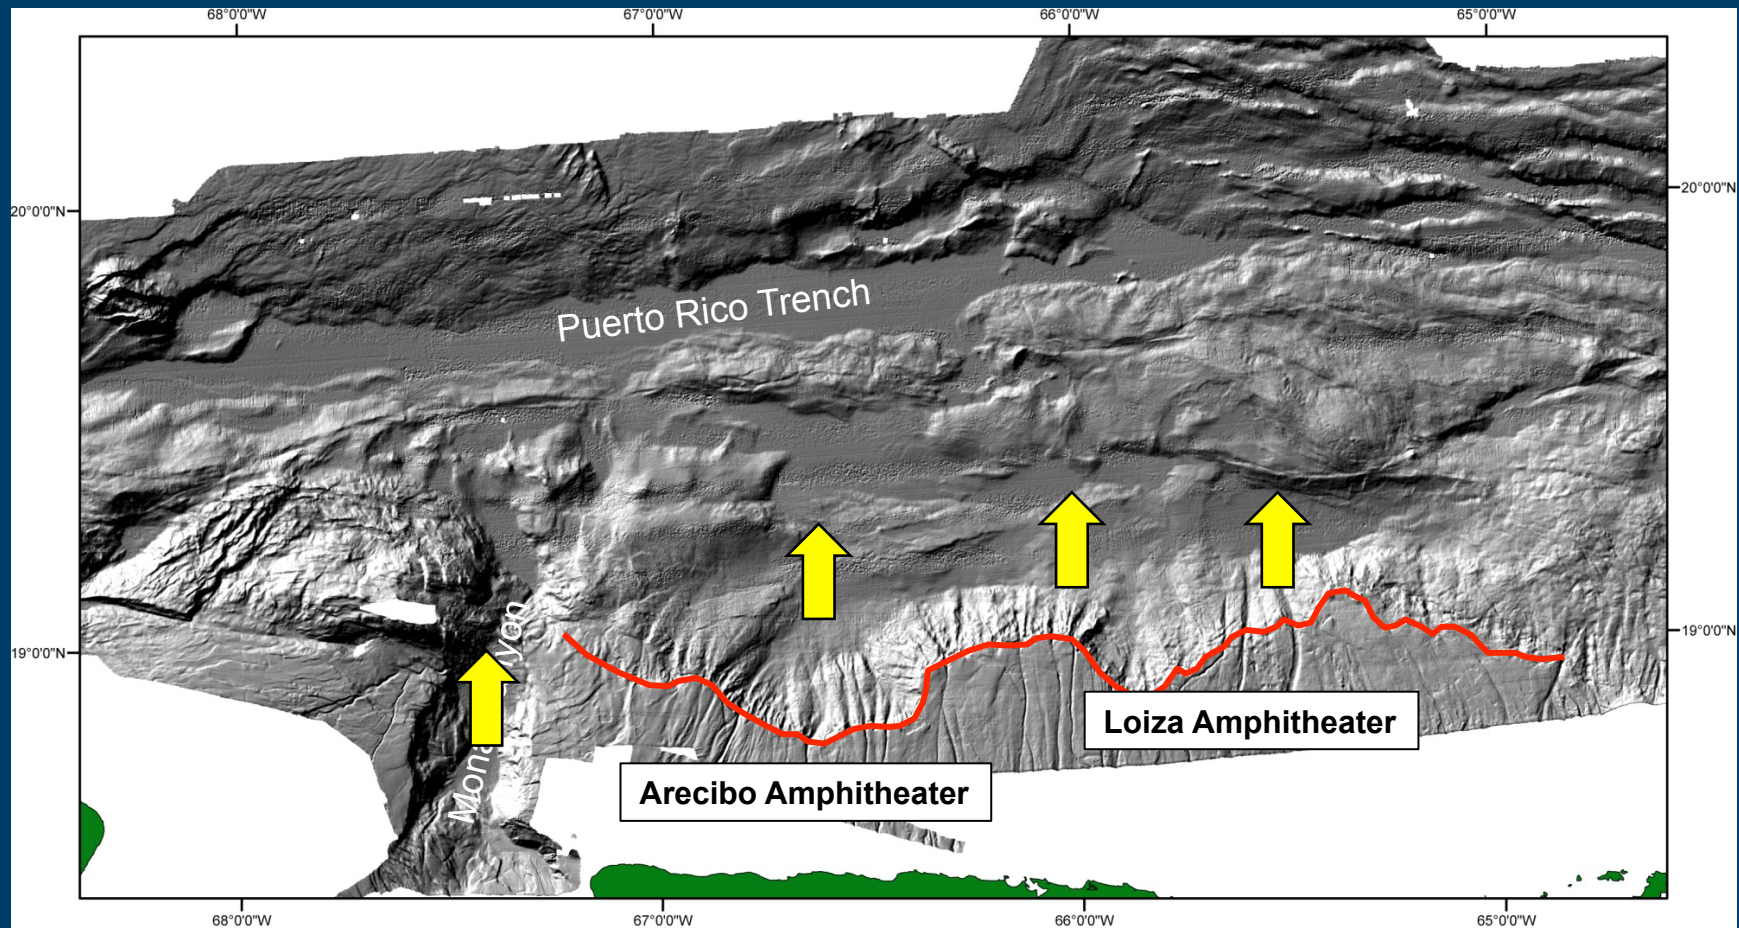 68°0'0"W 67°0'0"W 66°0'0"W 65°0'0"W
20°0'0"N 20°0'0"N
Puerto Rico Trench
19°0'0"N 19°0'0"N
Loiza Amphitheater
Arecibo Amphitheater
68°0'0"W 67°0'0"W 66°0'0"W 65°0'0"W